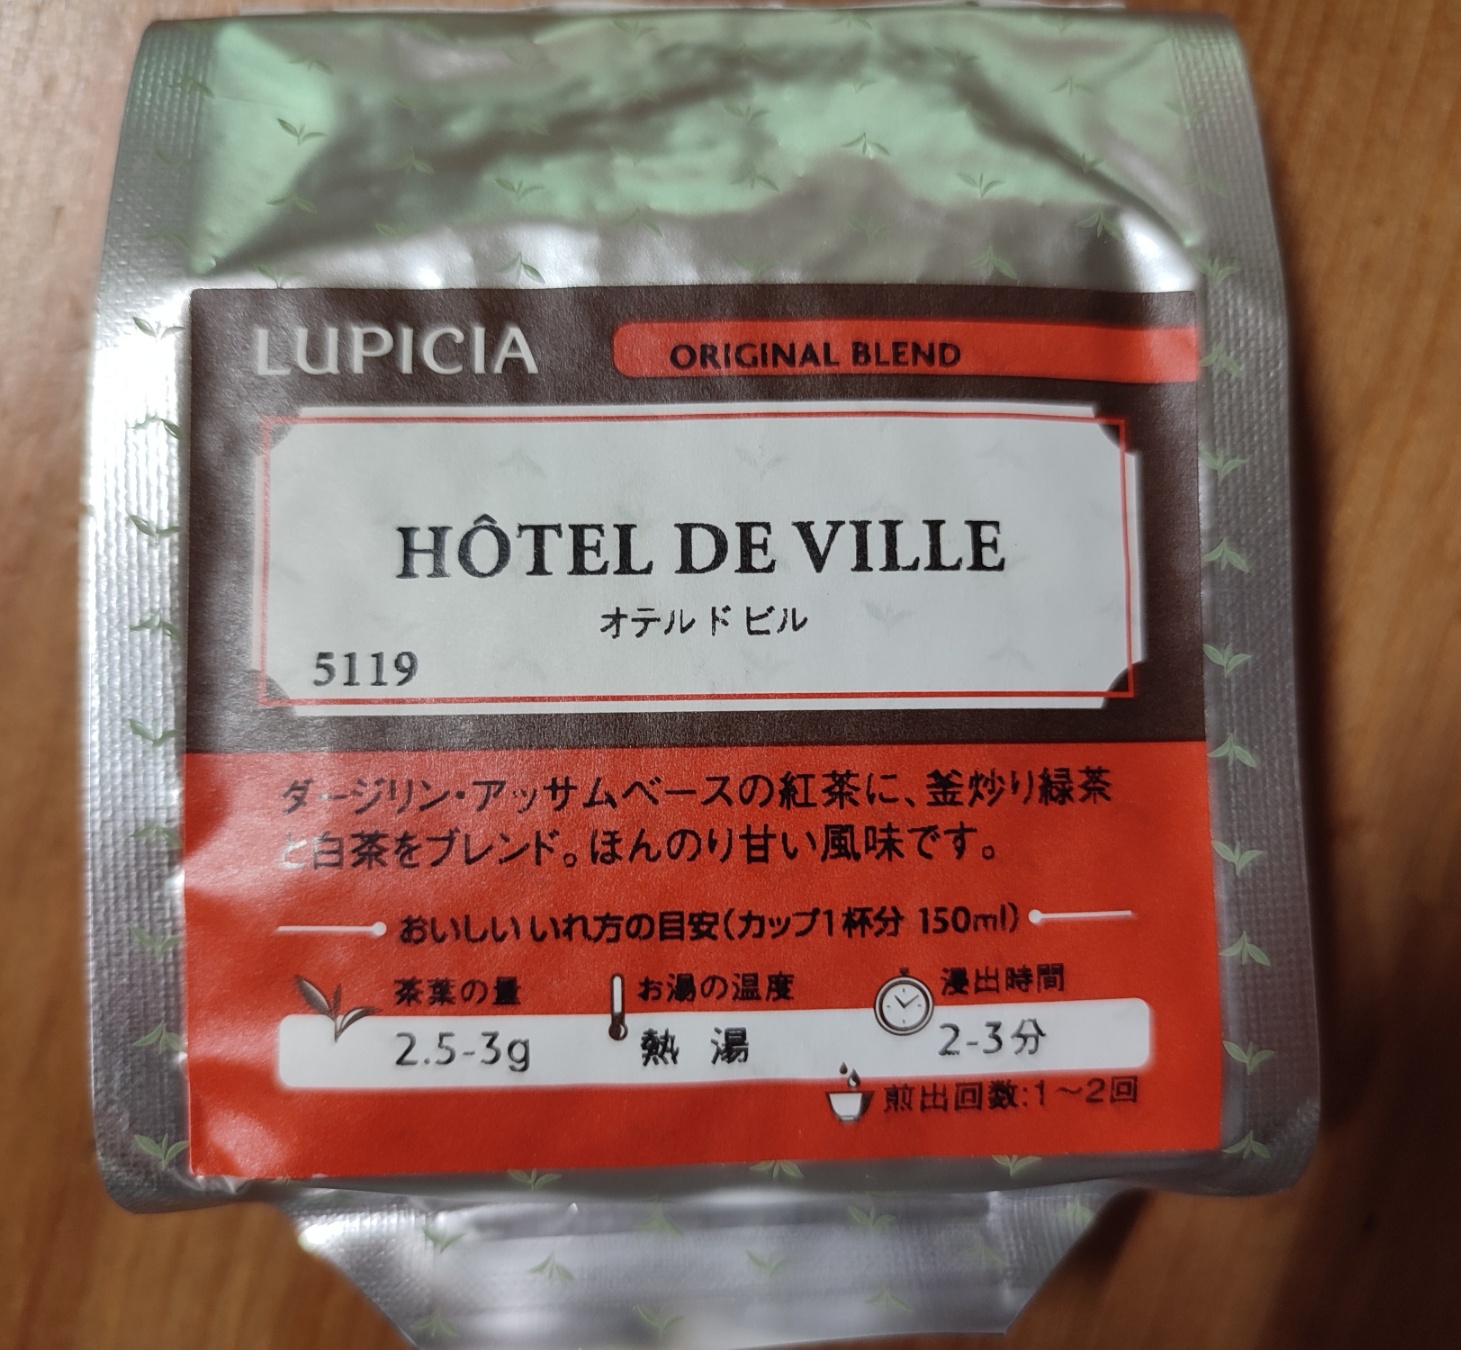 LUPICIA
ORIGINAL BLEND
HÔTEL DE VILLE
オテル ド ビル
5119
ダージリン・アッサムベースの紅茶に、釜炒り緑茶
と白茶をブレンド。ほんのり甘い風味です。
おいしいいれ方の目安(カップ1杯分 150ml)
茶葉の量 お湯の温度 浸出時間
2.5-3g 熱 湯 2-3分
煎出回数:1〜2回